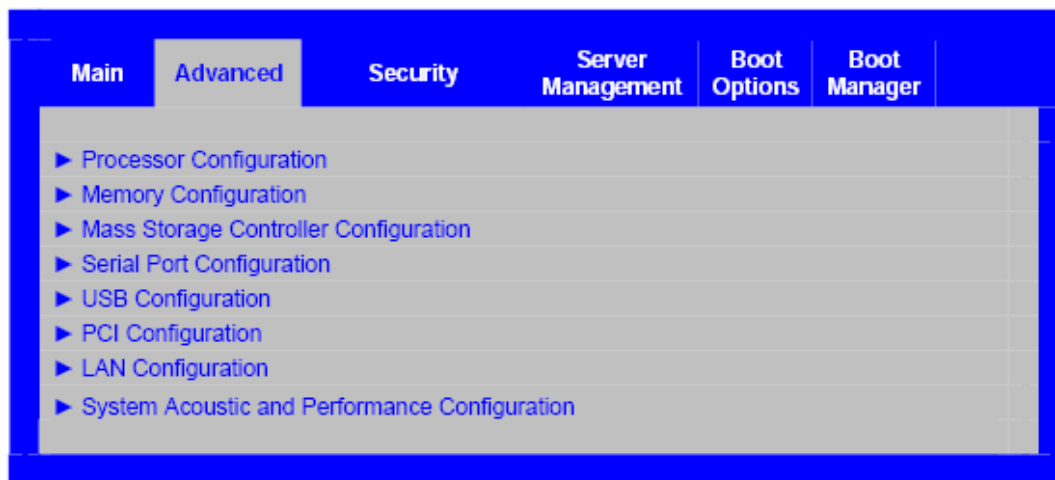 Main Advanced Security Server Management Boot Options Boot Manager
► Processor Configuration
► Memory Configuration
► Mass Storage Controller Configuration
► Serial Port Configuration
► USB Configuration
► PCI Configuration
► LAN Configuration
► System Acoustic and Performance Configuration